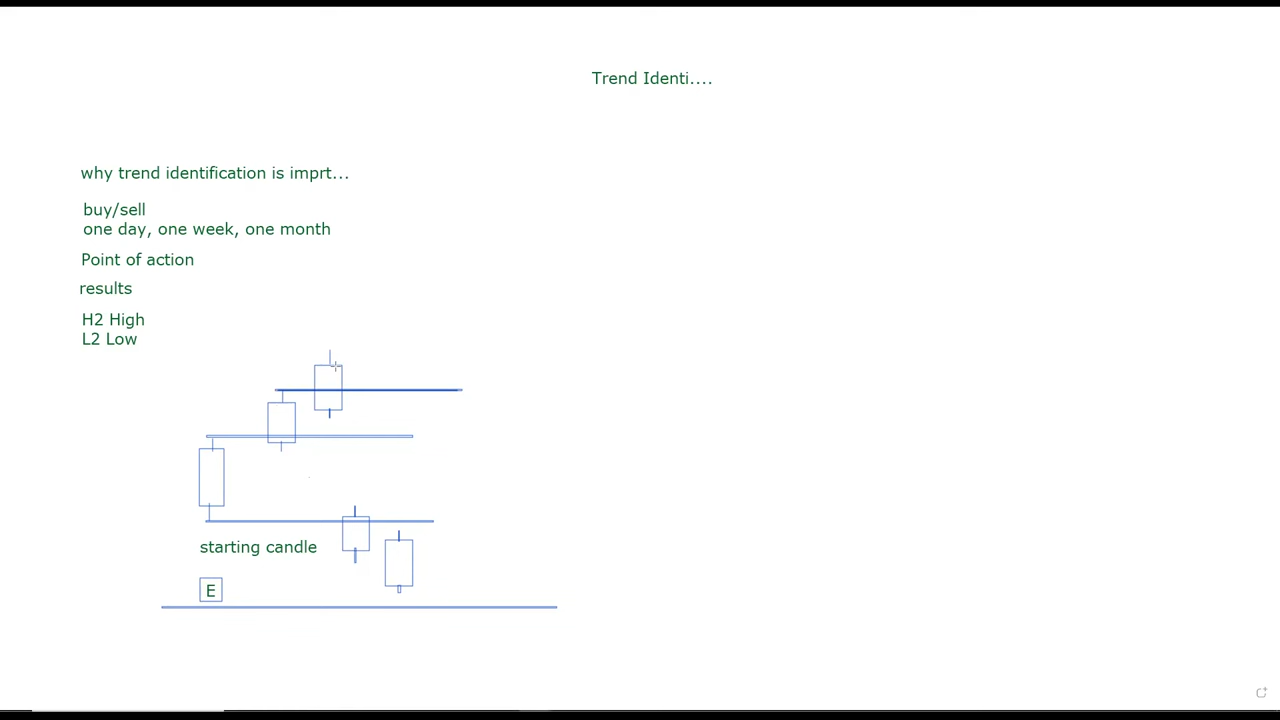 Trend Identi....
why trend identification is imprt...
buy/sell
one day, one week, one month
Point of action
results
H2 High
L2 Low
starting candle
E